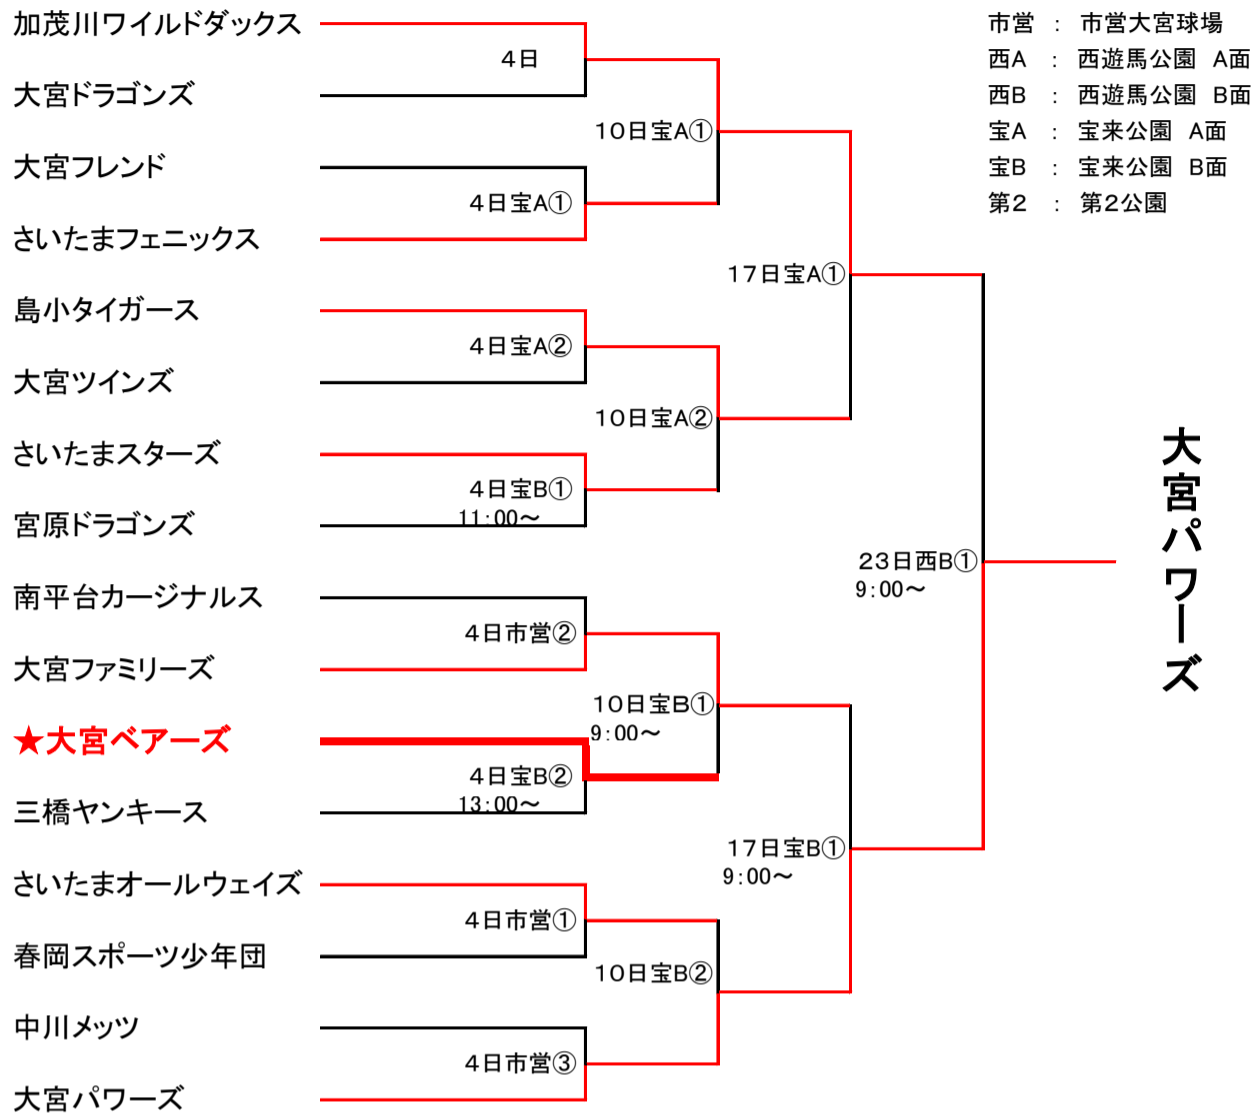 加茂川ワイルドダックス
4日
大宮ドラゴンズ
10日宝A①
大宮フレンド
4日宝A①
さいたまフェニックス
17日宝A①
島小タイガース
4日宝A②
大宮ツインズ
10日宝A②
さいたまスターズ
4日宝B①
11:00～
宮原ドラゴンズ
23日西B①
9:00～
南平台カージナルス
4日市営②
大宮ファミリーズ
10日宝B①
9:00～
★大宮ベアーズ
4日宝B②
13:00～
三橋ヤンキース
17日宝B①
9:00～
さいたまオールウェイズ
4日市営①
春岡スポーツ少年団
10日宝B②
中川メッツ
4日市営③
大宮パワーズ
市営 : 市営大宮球場
西A : 西遊馬公園 A面
西B : 西遊馬公園 B面
宝A : 宝来公園 A面
宝B : 宝来公園 B面
第2 : 第2公園
大宮パワーズ